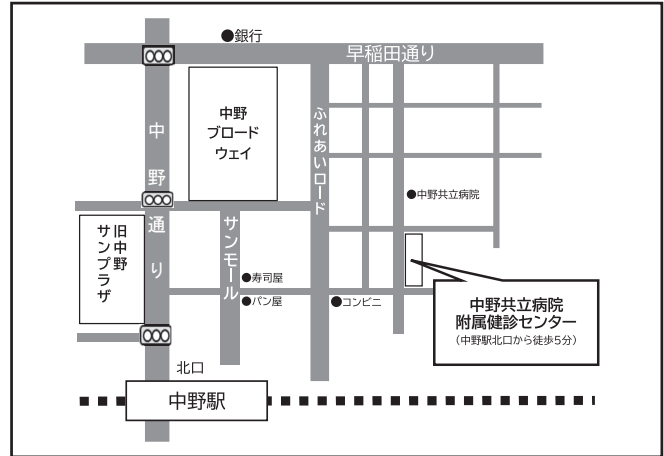 ●銀行
早稲田通り
中野
ブロード
ウェイ
中野通り
ふれあいロード
●中野共立病院
旧中野
サンプラザ
サンモール
●寿司屋
●パン屋
●コンビニ
中野共立病院
附属健診センター
(中野駅北口から徒歩5分)
北口
中野駅